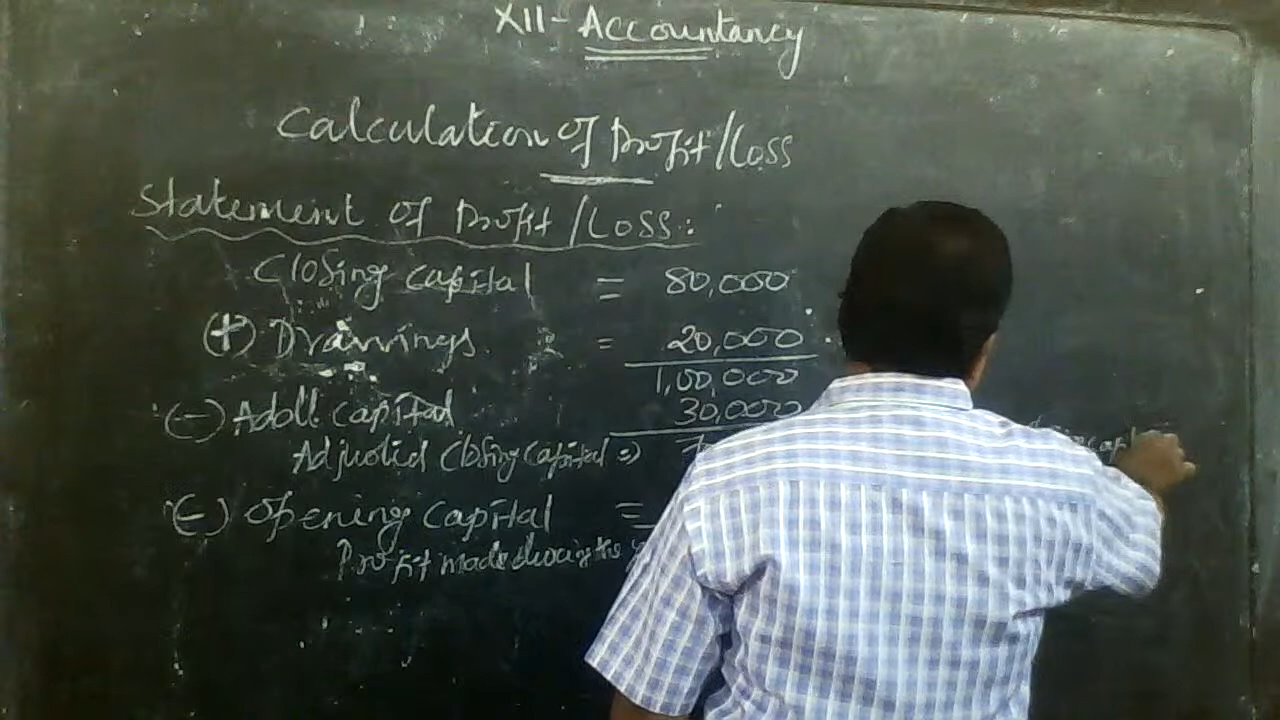 XII - Accountancy
Calculation of Profit/Loss
Statement of Profit /Loss :
Closing capital = 80,000
(+) Drawings = 20,000
1,00,000
(-) Addl. capital 30,000
Adjusted Closing capital =)
(-) Opening capital =
Profit made during the